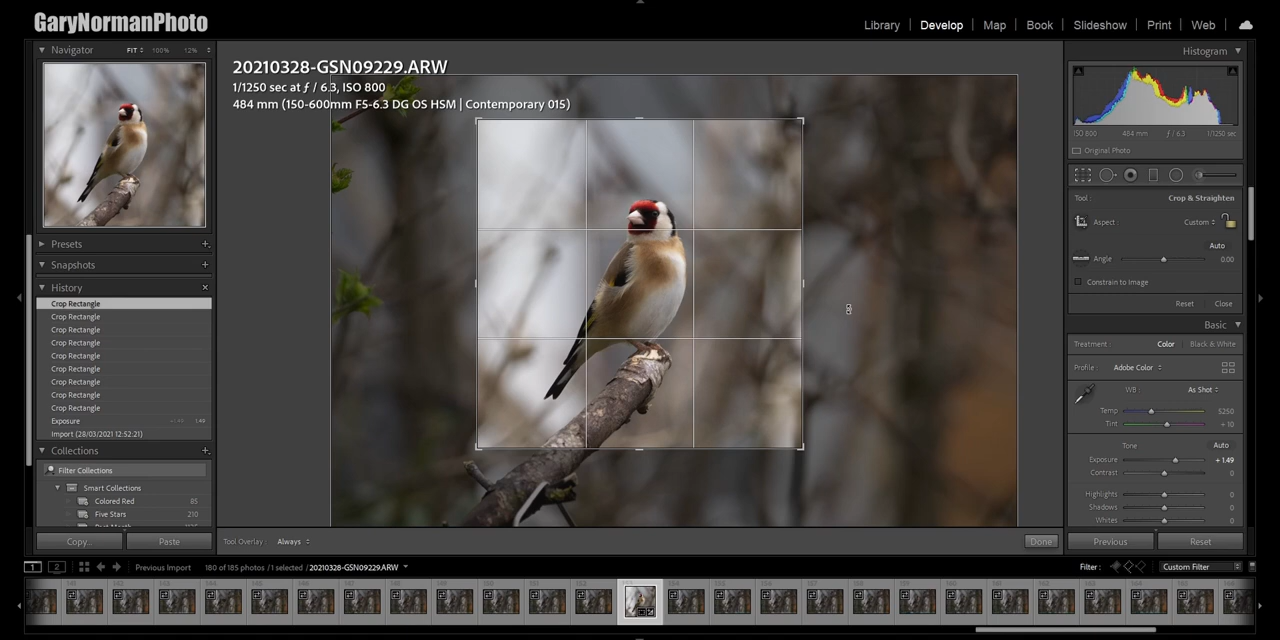 GaryNormanPhoto
Library | Develop | Map | Book | Slideshow | Print | Web
Navigator FIT 100% 12%
Presets
Snapshots
History
Crop Rectangle
Crop Rectangle
Crop Rectangle
Crop Rectangle
Crop Rectangle
Crop Rectangle
Crop Rectangle
Crop Rectangle
Crop Rectangle
Exposure 1.49
Import (28/03/2021 12:52:21)
Collections
Filter Collections
Smart Collections
Colored Red 85
Five Stars 210
Copy... Paste
20210328-GSN09229.ARW
1/1250 sec at ƒ / 6.3, ISO 800
484 mm (150-600mm F5-6.3 DG OS HSM | Contemporary 015)
Tool Overlay : Always
Done
Histogram
ISO 800 484 mm ƒ / 6.3 1/1250 sec
Original Photo
Tool : Crop & Straighten
Aspect : Custom
Auto
Angle 0.00
Constrain to Image
Reset Close
Basic
Treatment : Color Black & White
Profile : Adobe Color
WB : As Shot
Temp 5250
Tint + 10
Tone Auto
Exposure + 1.49
Contrast 0
Highlights 0
Shadows 0
Whites 0
Previous Reset
1 2 Previous Import 180 of 185 photos / 1 selected / 20210328-GSN09229.ARW
Filter : Custom Filter